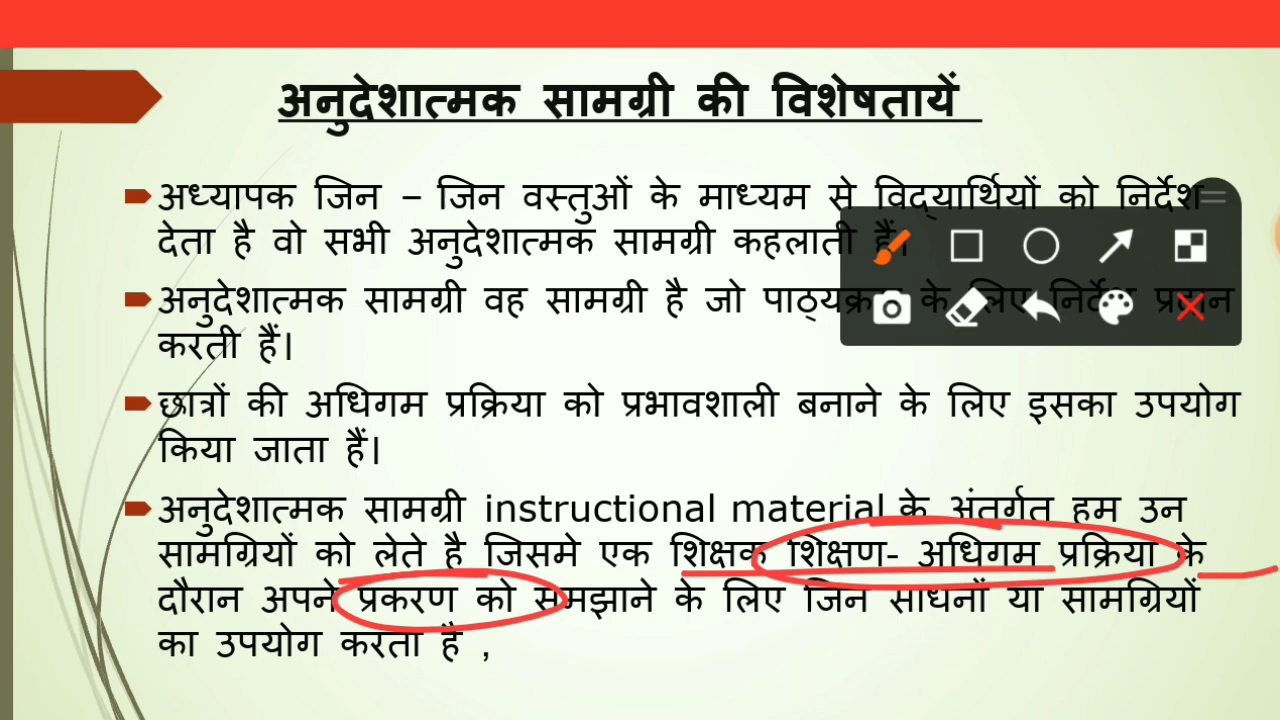 अनुदेशात्मक सामग्री की विशेषतायें
अध्यापक जिन – जिन वस्तुओं के माध्यम से विद्यार्थियों को निर्देश
देता है वो सभी अनुदेशात्मक सामग्री कहलाती हैं।
अनुदेशात्मक सामग्री वह सामग्री है जो पाठ्यक्रम के लिए निर्देश प्रदान
करती हैं।
छात्रों की अधिगम प्रक्रिया को प्रभावशाली बनाने के लिए इसका उपयोग
किया जाता हैं।
अनुदेशात्मक सामग्री instructional material के अंतर्गत हम उन
सामग्रियों को लेते है जिसमे एक शिक्षक शिक्षण- अधिगम प्रक्रिया के
दौरान अपने प्रकरण को समझाने के लिए जिन साधनों या सामग्रियों
का उपयोग करता है ,